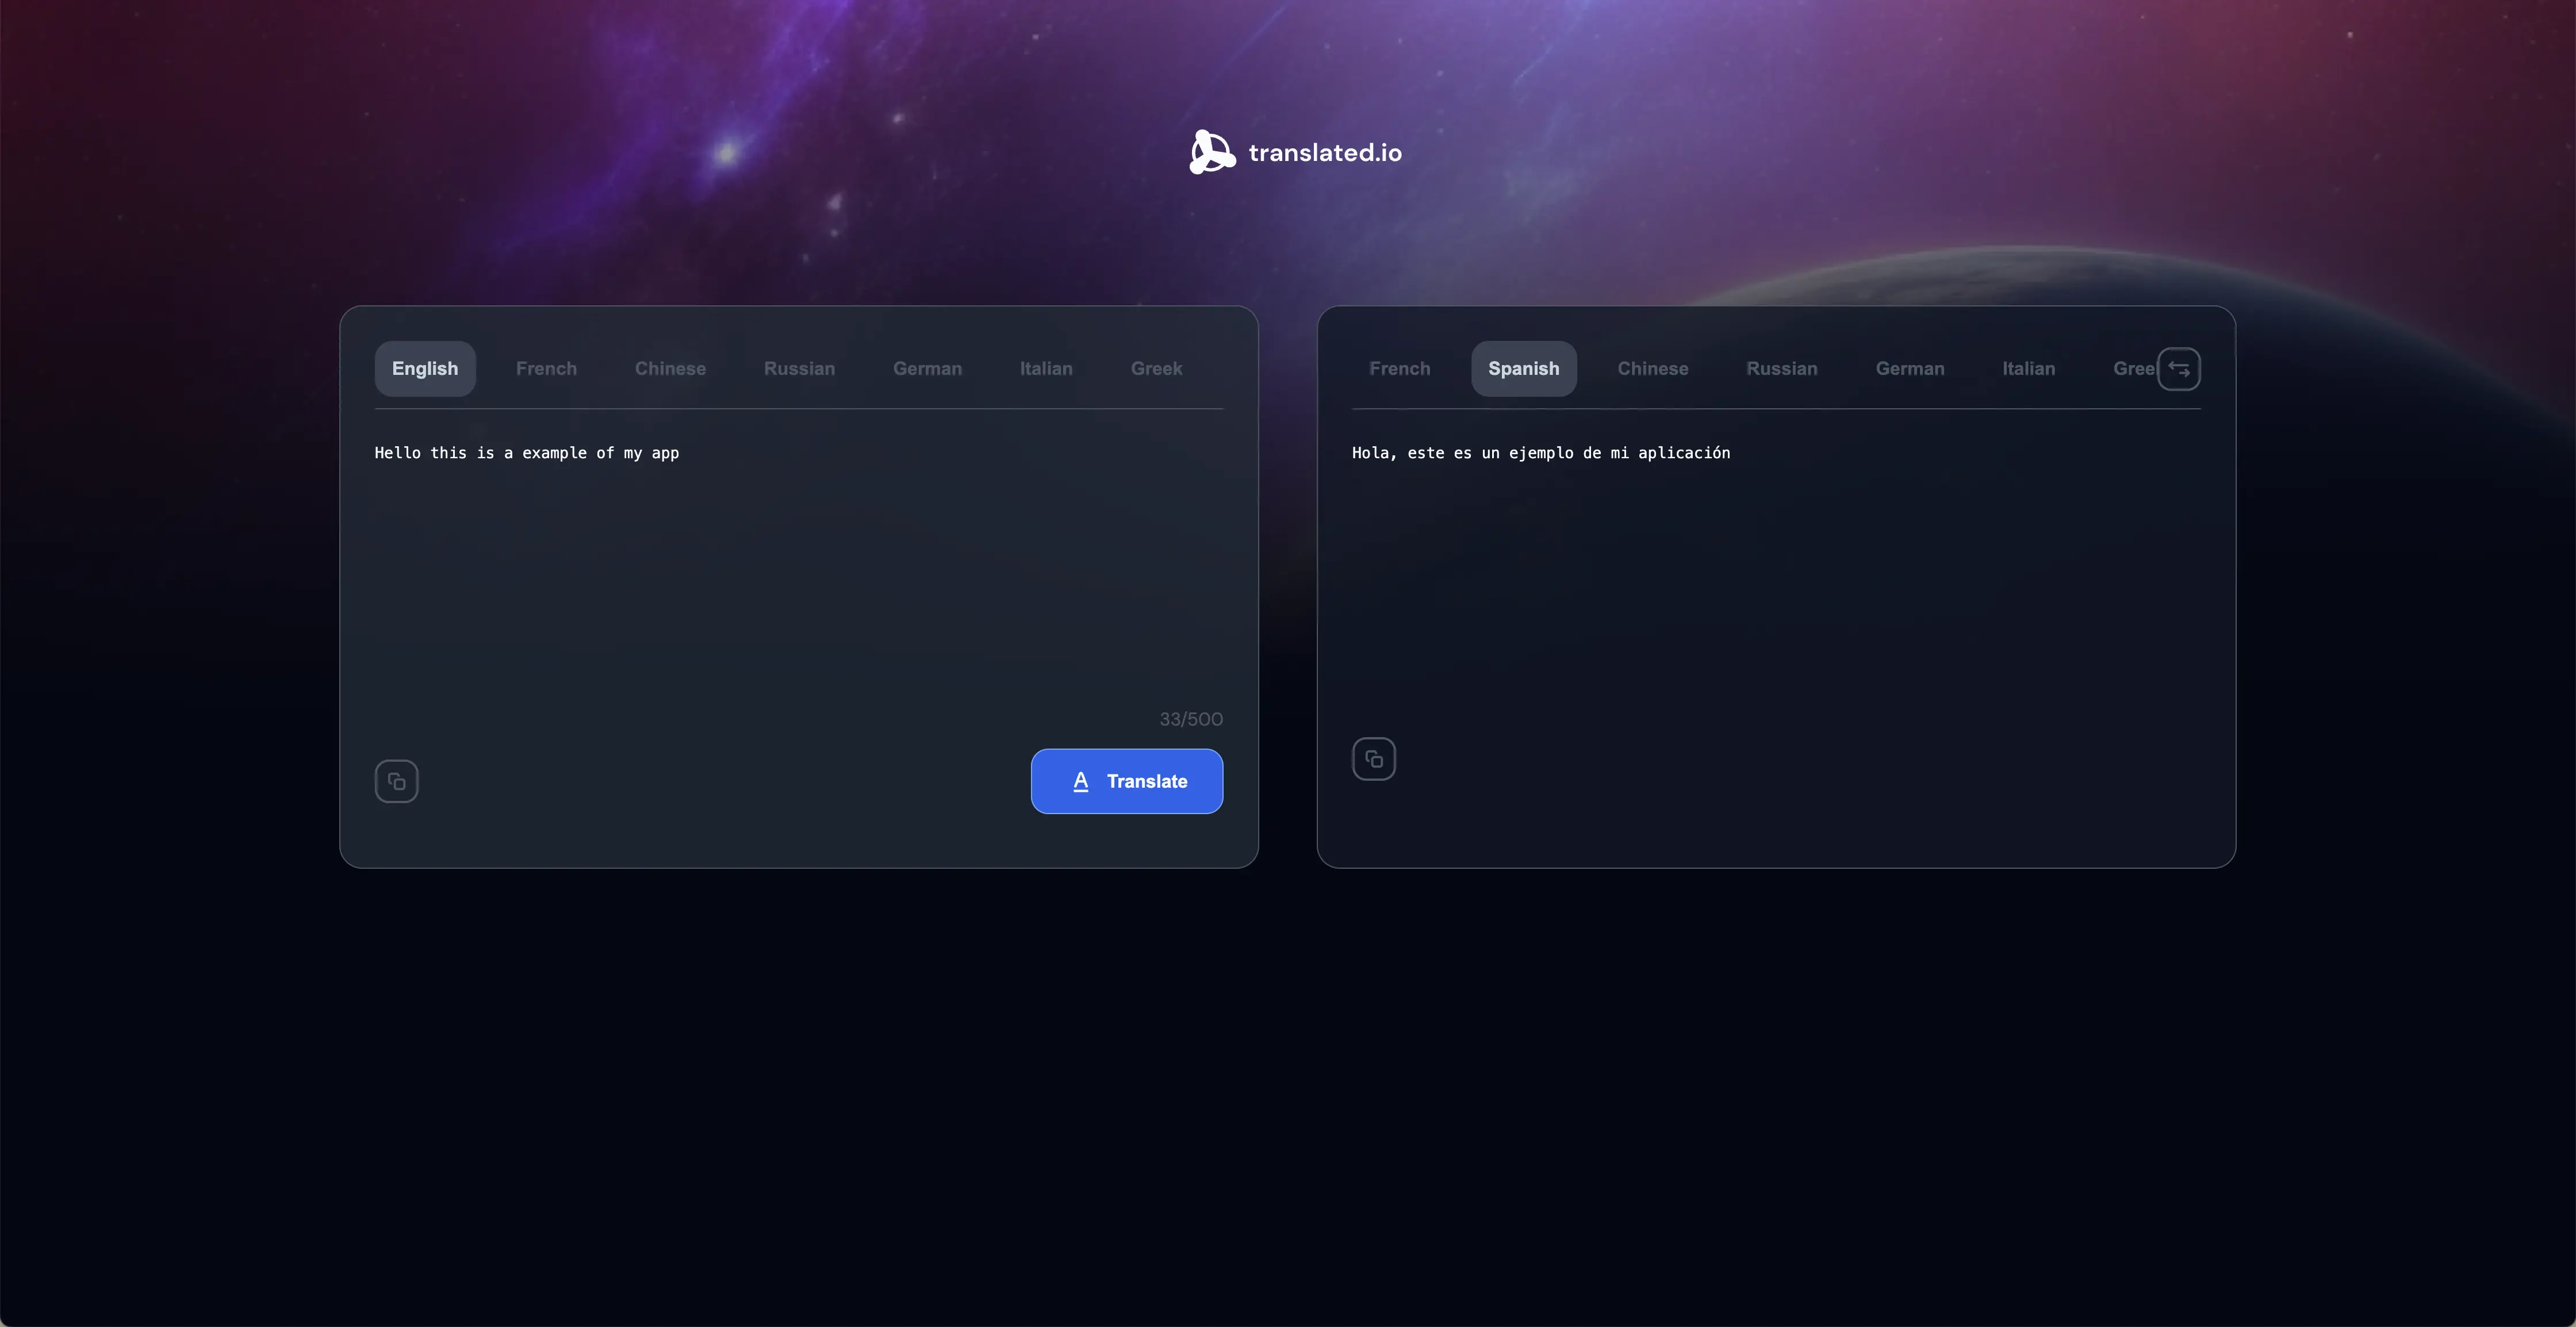 translated.io
English French Chinese Russian German Italian Greek
Hello this is a example of my app
33/500
Translate
French Spanish Chinese Russian German Italian Gree
Hola, este es un ejemplo de mi aplicación